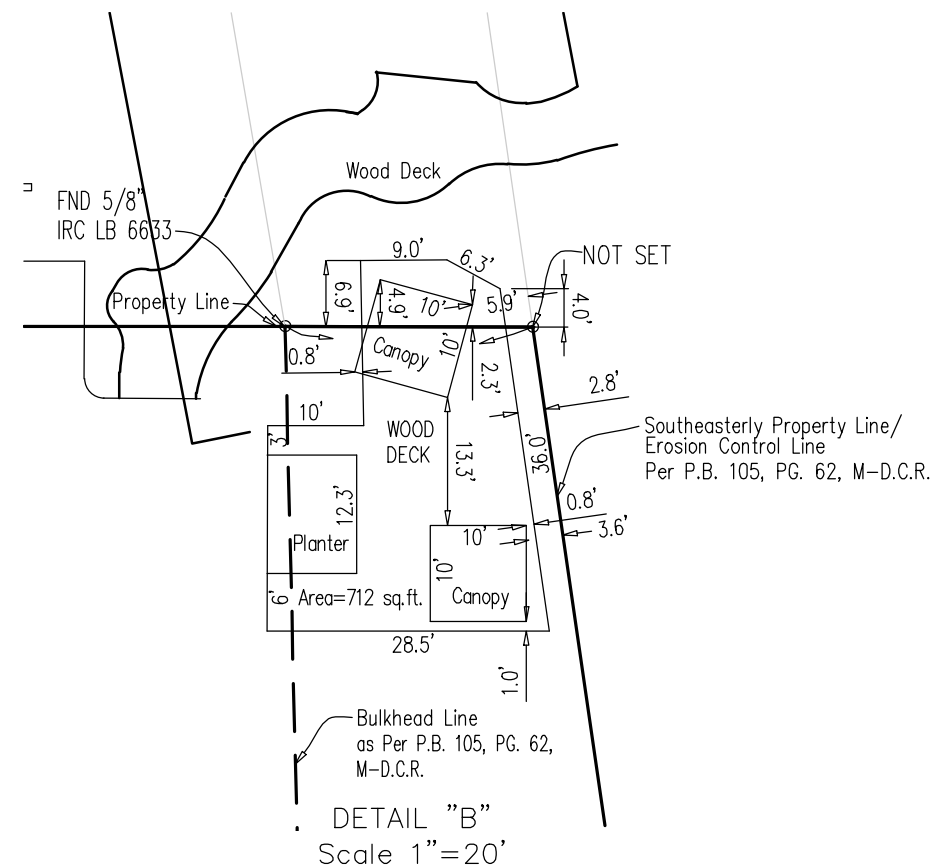 Wood Deck
FND 5/8"
IRC LB 6633
Property Line
9.0'
6.3'
NOT SET
6.9'
4.9'
10'
5.9'
4.0'
0.8'
Canopy
10'
2.3'
2.8'
10'
3'
WOOD
DECK
13.3'
36.0'
Southeasterly Property Line/
Erosion Control Line
Per P.B. 105, PG. 62, M-D.C.R.
12.3'
Planter
10'
0.8'
3.6'
10'
Canopy
6'
Area=712 sq.ft.
28.5'
1.0'
Bulkhead Line
as Per P.B. 105, PG. 62,
M-D.C.R.
DETAIL "B"
Scale 1"=20'